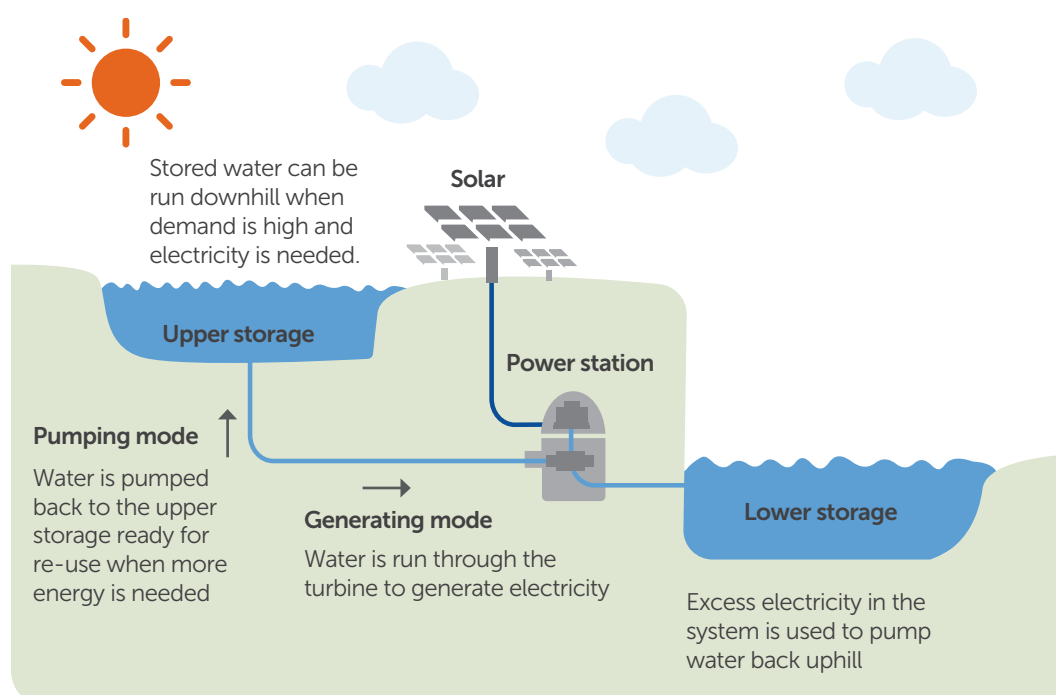 Stored water can be
run downhill when
demand is high and
electricity is needed.
Solar
Upper storage
Power station
Pumping mode
Water is pumped
back to the upper
storage ready for
re-use when more
energy is needed
Generating mode
Water is run through the
turbine to generate electricity
Lower storage
Excess electricity in the
system is used to pump
water back uphill